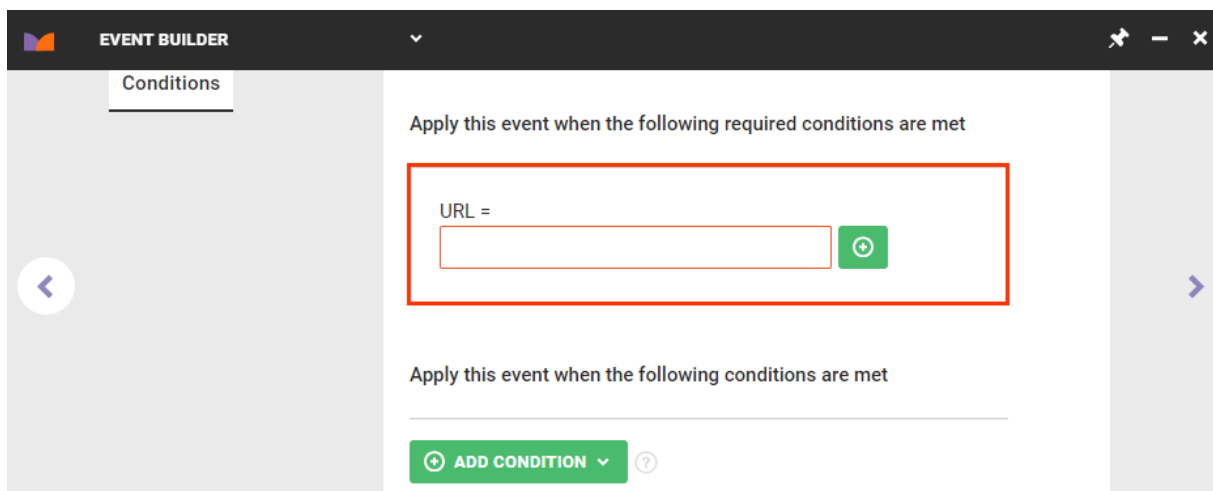 EVENT BUILDER
Conditions
Apply this event when the following required conditions are met
URL =
Apply this event when the following conditions are met
ADD CONDITION
?